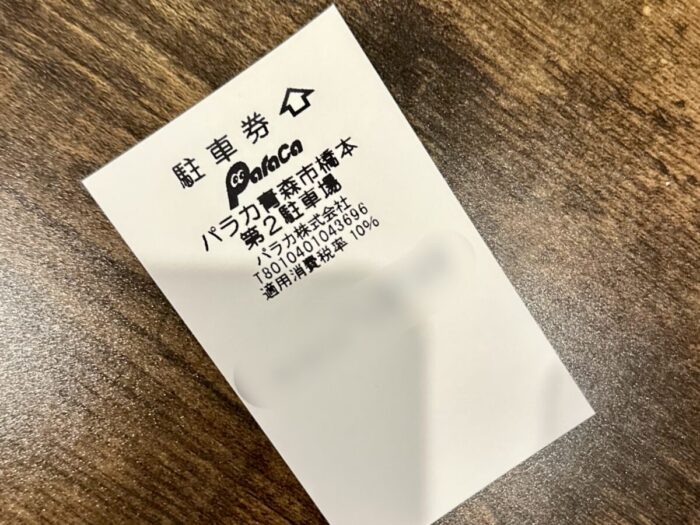 駐車券
Paraca
パラカ青森市橋本
第2駐車場
パラカ株式会社
T8010401043696
適用消費税率 10%